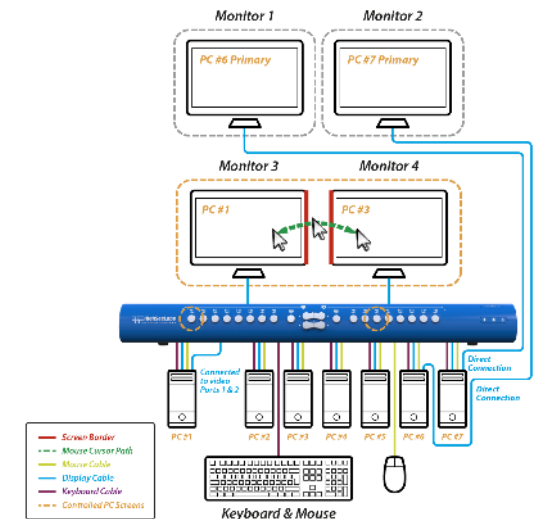 Monitor 1
Monitor 2
PC #6 Primary
PC #7 Primary
Monitor 3
Monitor 4
PC #1
PC #3
Direct
Connection
Connected
to video
Ports 1 & 2
Direct
Connection
PC #1
PC #2
PC #3
PC #4
PC #5
PC #6
PC #7
Screen Border
Mouse Cursor Path
Mouse Cable
Display Cable
Keyboard Cable
Controlled PC Screens
Keyboard & Mouse